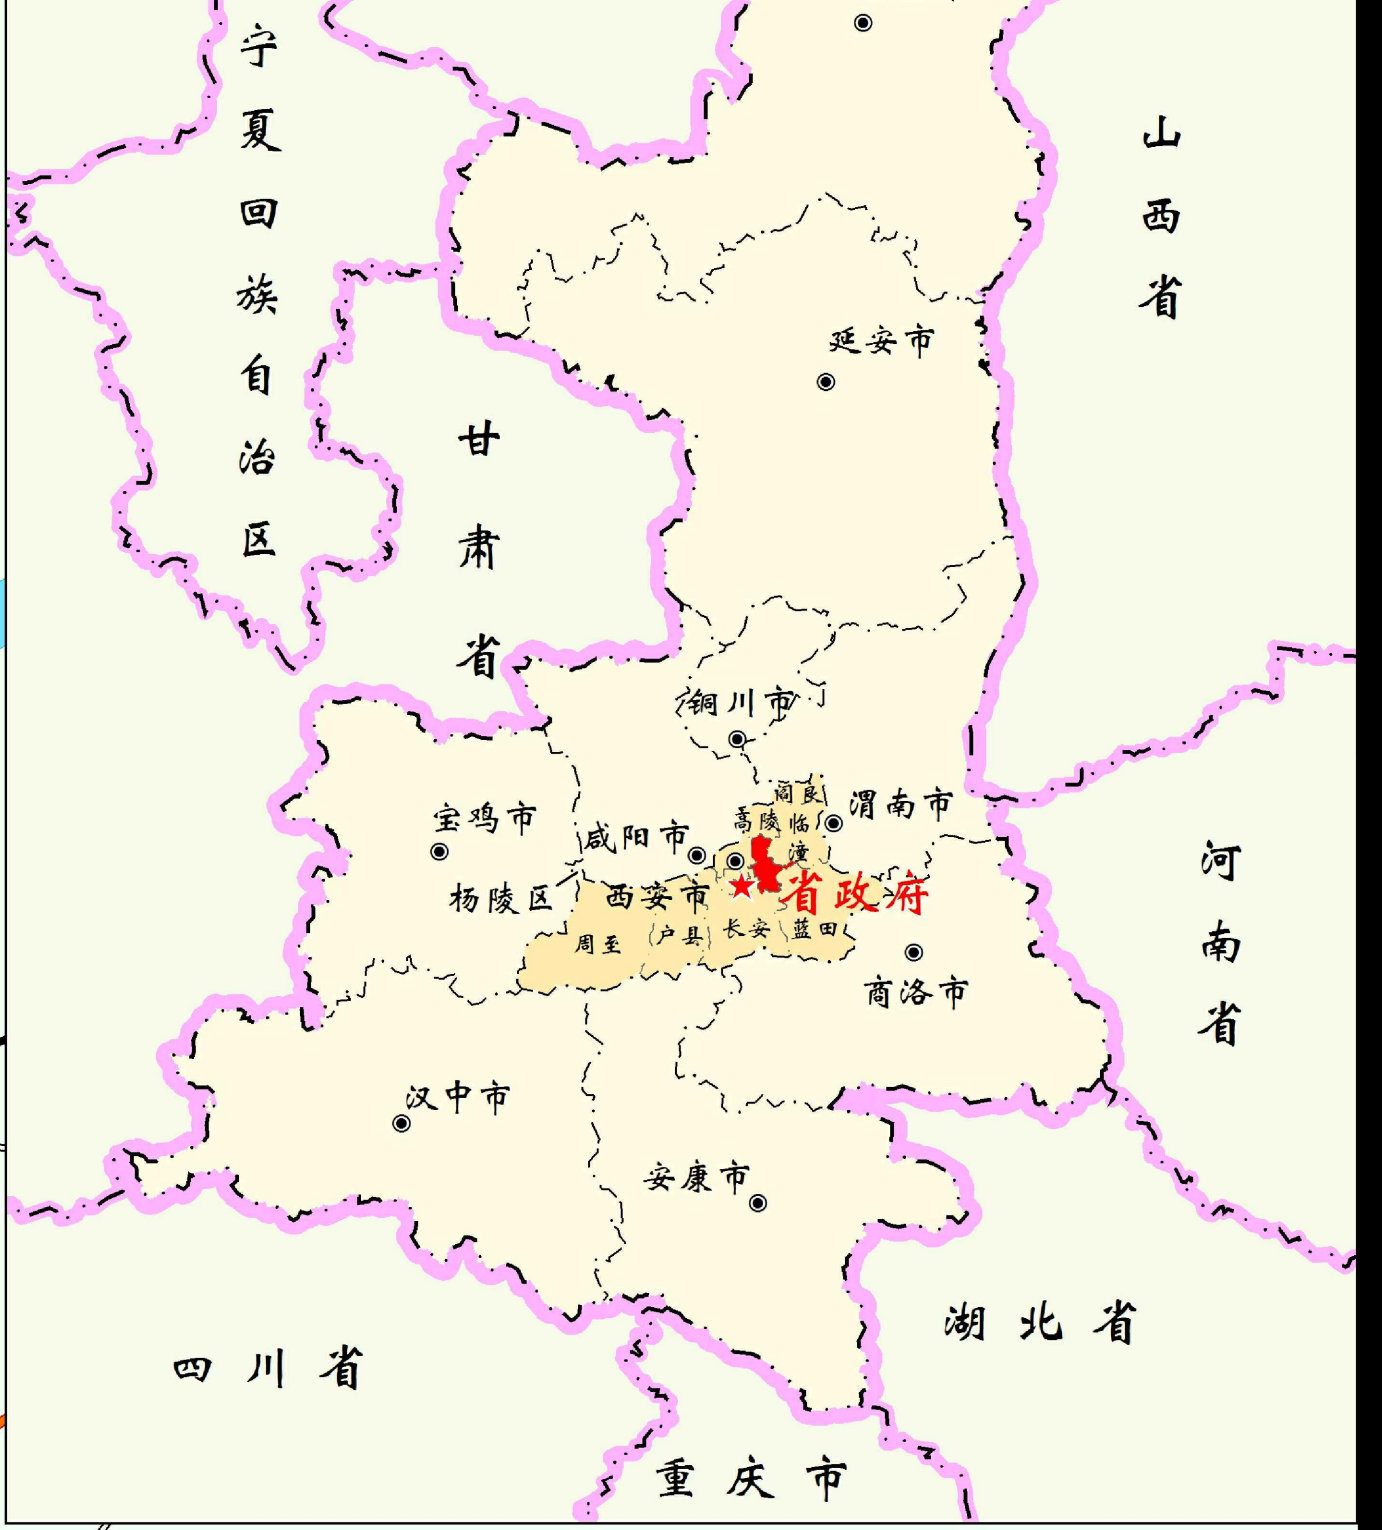 宁夏回族自治区
山西省
延安市
甘肃省
铜川市
阎良
渭南市
高陵
临潼
宝鸡市
咸阳市
杨陵区
西安市
省政府
周至
户县
长安
蓝田
河南省
商洛市
汉中市
安康市
湖北省
四川省
重庆市